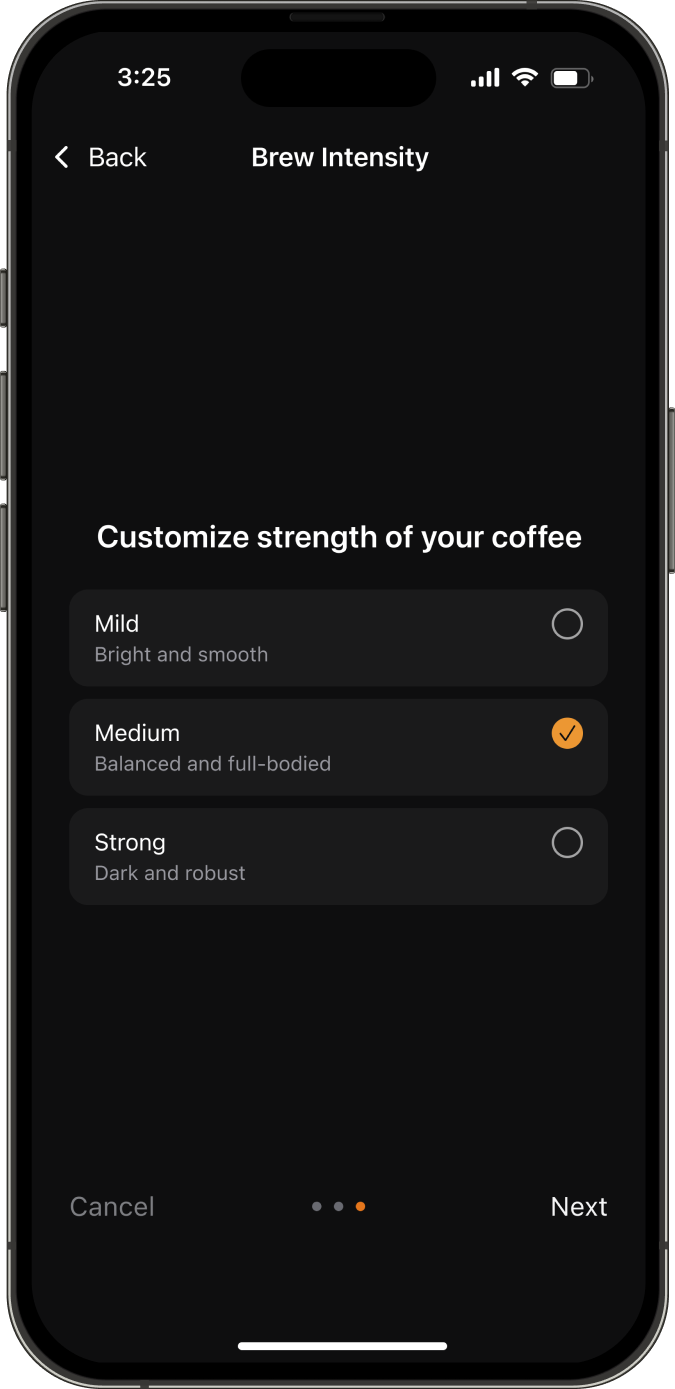 3:25
Back
Brew Intensity
Customize strength of your coffee
Mild
Bright and smooth
Medium
Balanced and full-bodied
Strong
Dark and robust
Cancel
Next